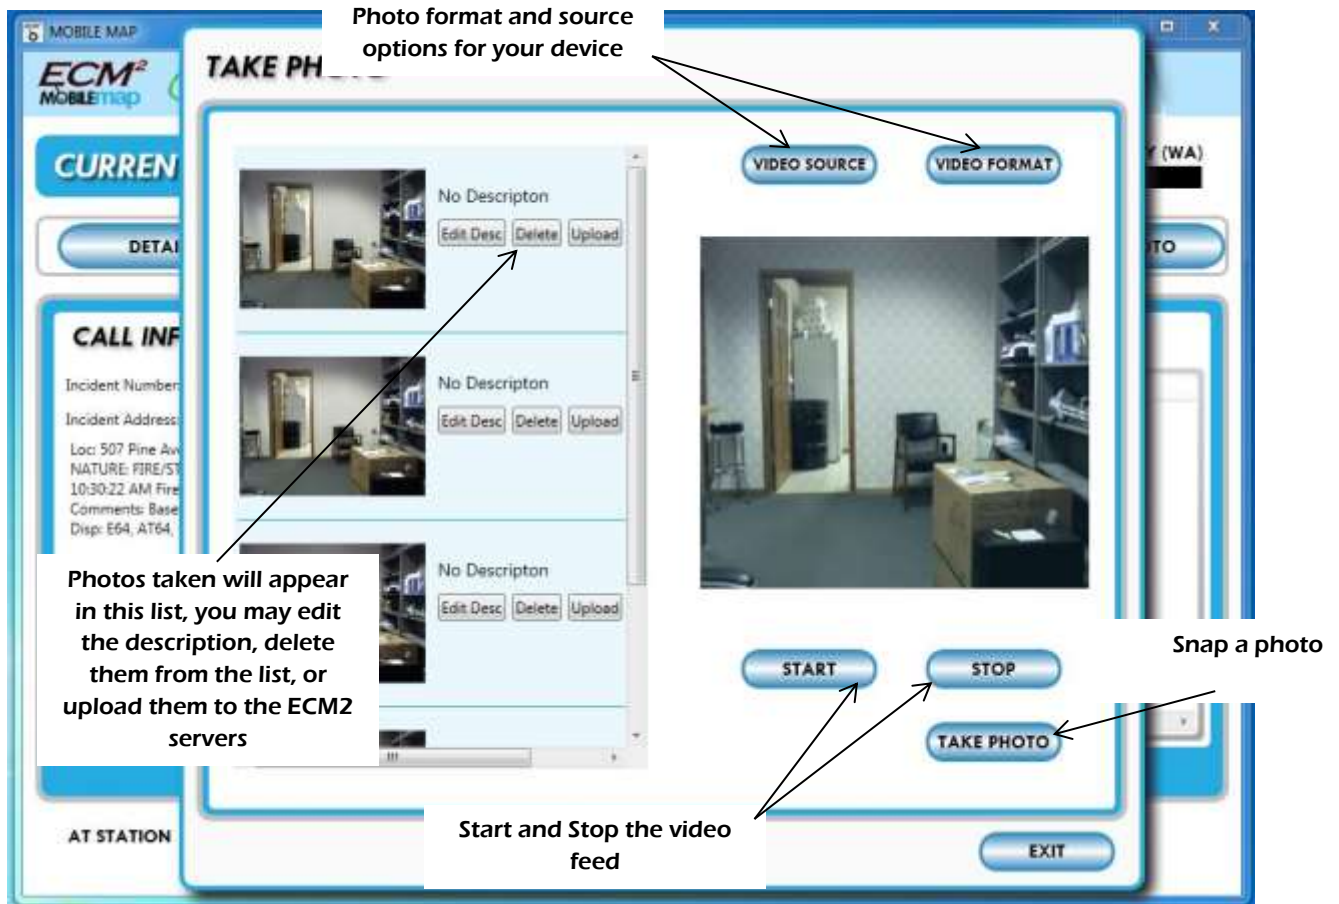 Photo format and source
options for your device
MOBILE MAP
ECM²
MOBILEmap
TAKE PH
CURREN
Y (WA)
VIDEO SOURCE
VIDEO FORMAT
DETAI
OTO
No Descripton
Edit Desc Delete Upload
CALL INF
Incident Number:
Incident Address:
Loc: 507 Pine Av
NATURE: FIRE/ST
10:30:22 AM Fire
Comments: Base
Disp: E64, AT64,
No Descripton
Edit Desc Delete Upload
No Descripton
Edit Desc Delete Upload
Photos taken will appear
in this list, you may edit
the description, delete
them from the list, or
upload them to the ECM2
servers
START
STOP
Snap a photo
TAKE PHOTO
Start and Stop the video
feed
AT STATION
EXIT